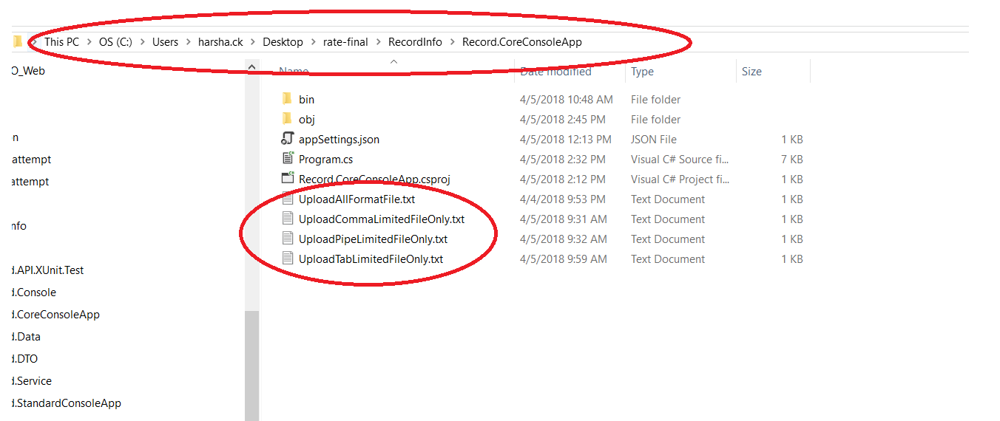 This PC > OS (C:) > Users > harsha.ck > Desktop > rate-final > RecordInfo > Record.CoreConsoleApp
Name Date modified Type Size
bin 4/5/2018 10:48 AM File folder
obj 4/5/2018 2:45 PM File folder
appSettings.json 4/5/2018 12:13 PM JSON File 1 KB
Program.cs 4/5/2018 2:32 PM Visual C# Source fi... 7 KB
Record.CoreConsoleApp.csproj 4/5/2018 2:12 PM Visual C# Project fi... 1 KB
UploadAllFormatFile.txt 4/4/2018 9:53 PM Text Document 1 KB
UploadCommaLimitedFileOnly.txt 4/5/2018 9:31 AM Text Document 1 KB
UploadPipeLimitedFileOnly.txt 4/5/2018 9:32 AM Text Document 1 KB
UploadTabLimitedFileOnly.txt 4/5/2018 9:59 AM Text Document 1 KB
O_Web
n
attempt
attempt
nfo
d.API.XUnit.Test
d.Console
d.CoreConsoleApp
d.Data
d.DTO
d.Service
d.StandardConsoleApp